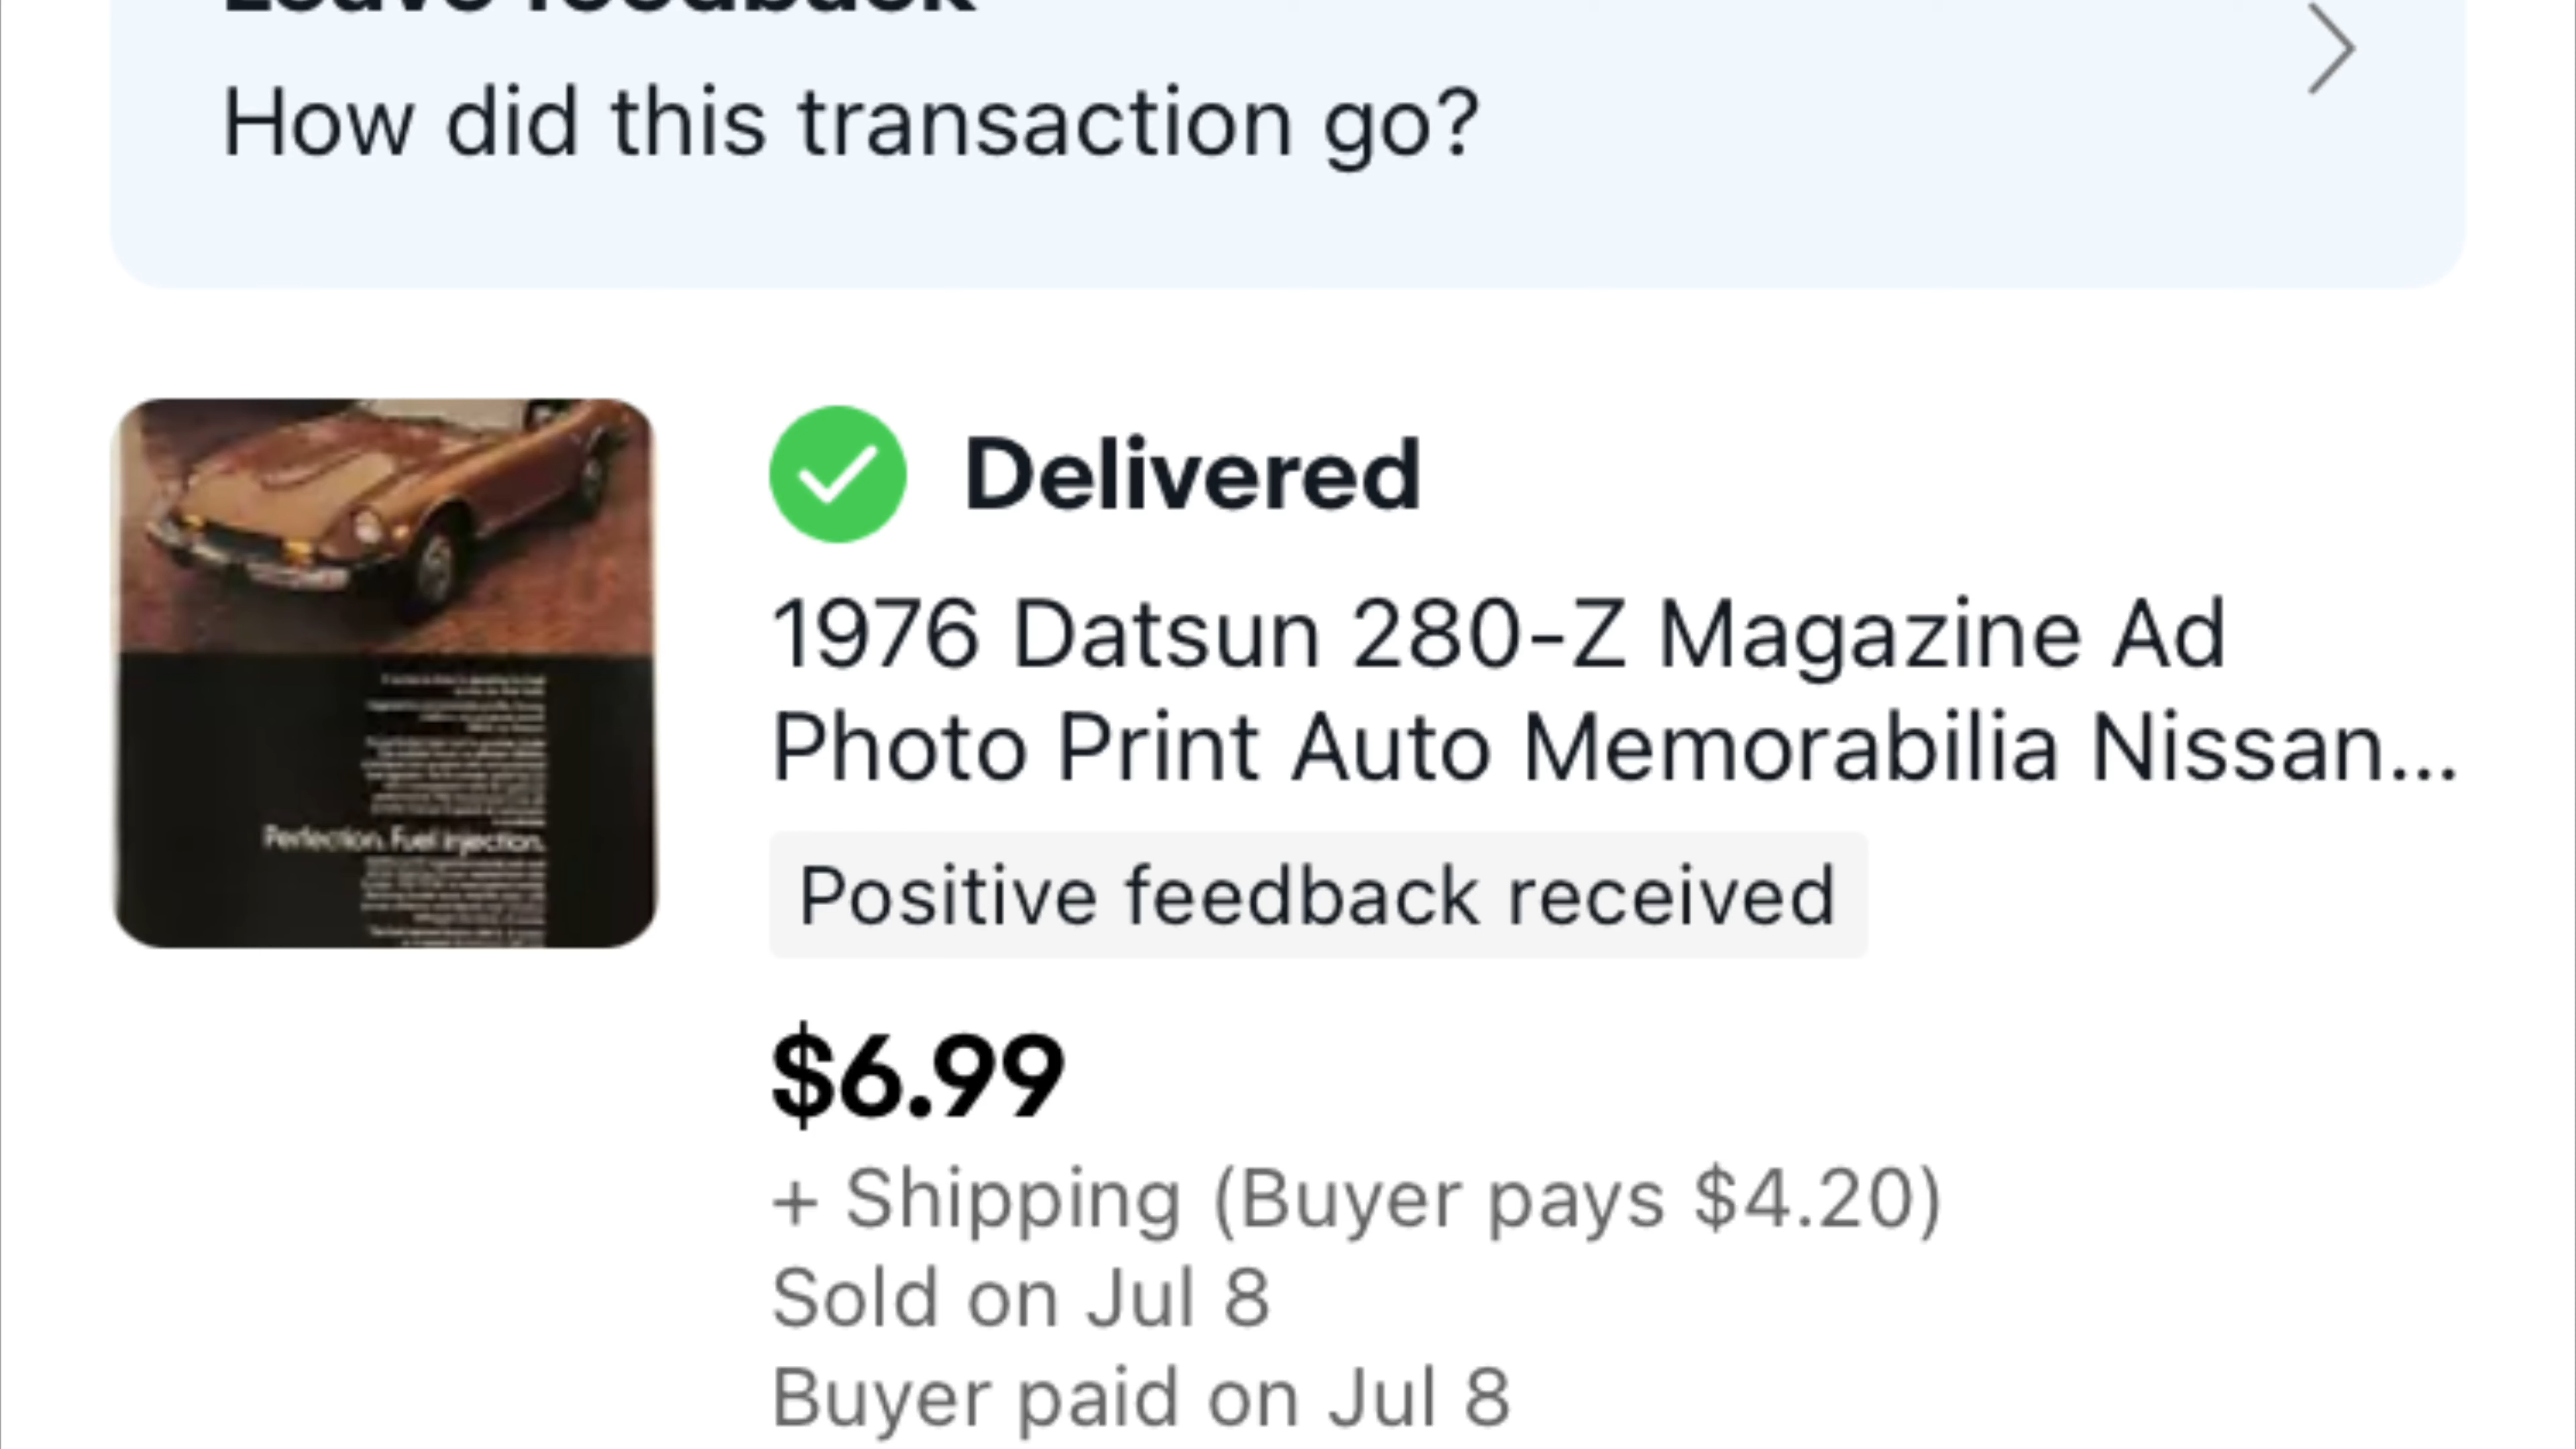 Leave feedback
How did this transaction go?
Delivered
1976 Datsun 280-Z Magazine Ad
Photo Print Auto Memorabilia Nissan...
Perfection. Fuel injection.
Positive feedback received
$6.99
+ Shipping (Buyer pays $4.20)
Sold on Jul 8
Buyer paid on Jul 8